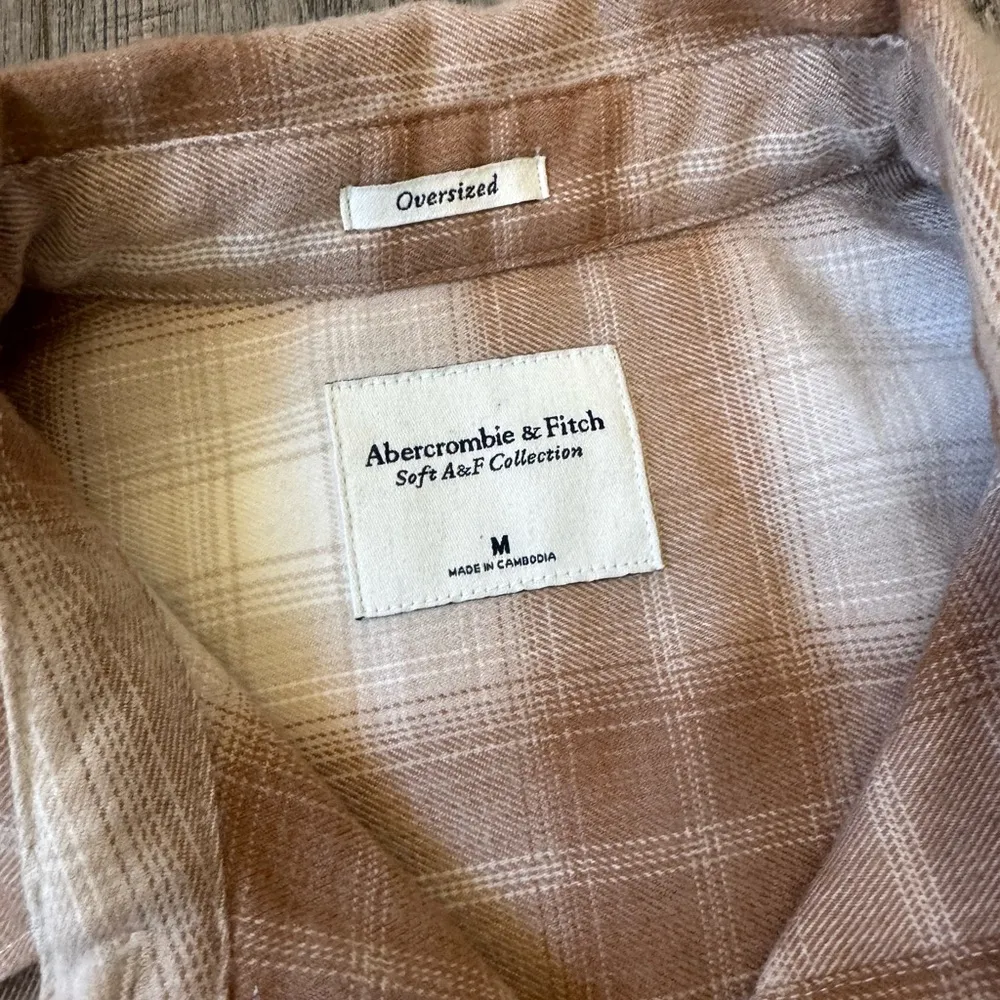 Oversized
Abercrombie & Fitch
Soft A&F Collection
M
MADE IN CAMBODIA